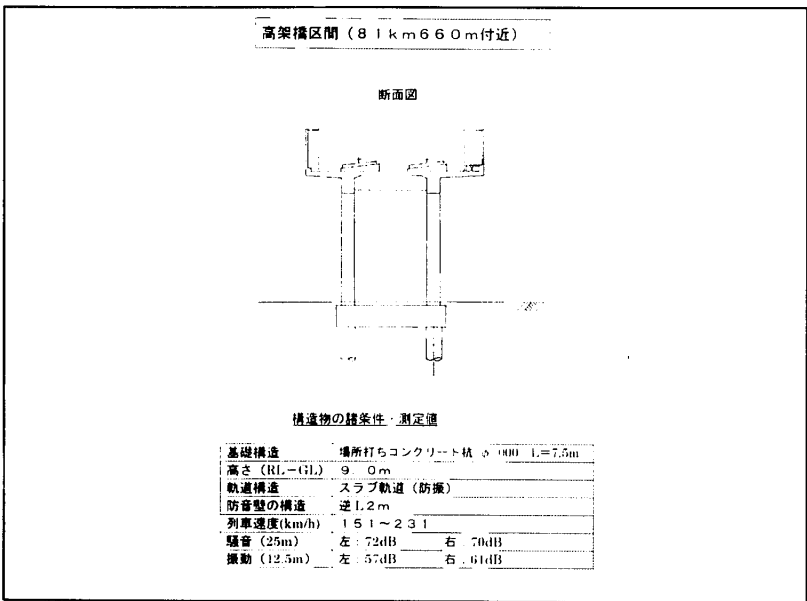 高架橋区間(81km660m付近)
断面図
構造物の諸条件・測定値
基礎構造 場所打ちコンクリート杭 φ 000 L=7.5m
高さ(RL-GL) 9.0m
軌道構造 スラブ軌道(防振)
防音壁の構造 逆L2m
列車速度(km/h) 151~231
騒音(25m) 左:72dB 右:70dB
振動(12.5m) 左:57dB 右:61dB